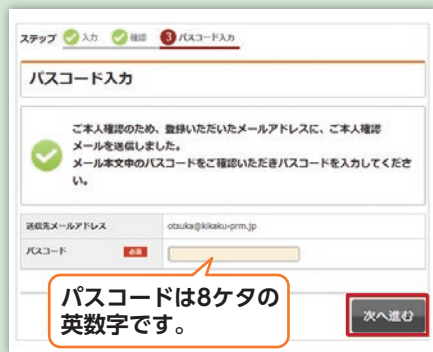 ステップ 入力 確認 3 パスコード入力
パスコード入力
ご本人確認のため、登録いただいたメールアドレスに、ご本人確認
メールを送信しました。
メール本文中のパスコードをご確認いただきパスコードを入力してくださ
い。
送信先メールアドレス otsuka@kikaku-prm.jp
パスコード 必須
パスコードは8ケタの
英数字です。
次へ進む